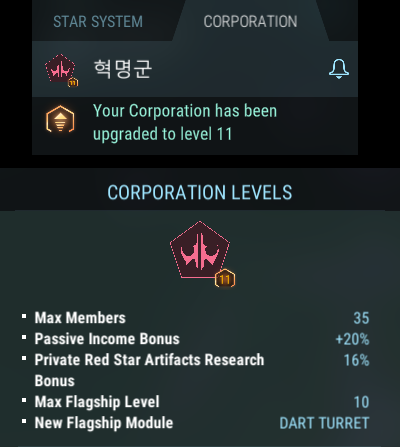 STAR SYSTEM CORPORATION
11 혁명군
Your Corporation has been
upgraded to level 11
CORPORATION LEVELS
11
Max Members 35
Passive Income Bonus +20%
Private Red Star Artifacts Research 16%
Bonus
Max Flagship Level 10
New Flagship Module DART TURRET